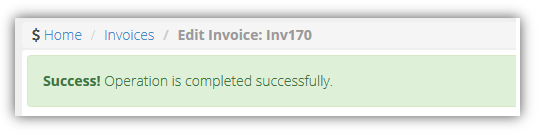 $ Home / Invoices / Edit Invoice: Inv170
Success! Operation is completed successfully.